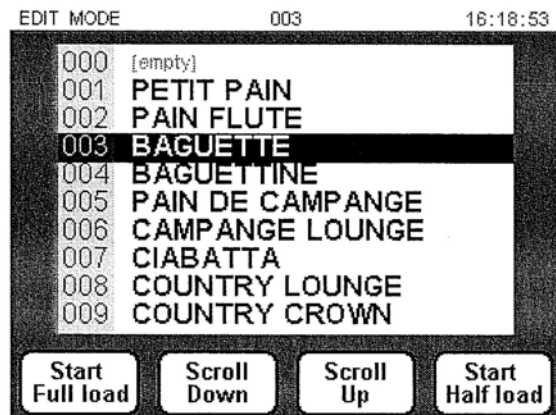 EDIT MODE 003 16:18:53
000 [empty]
001 PETIT PAIN
002 PAIN FLUTE
003 BAGUETTE
004 BAGUETTINE
005 PAIN DE CAMPANGE
006 CAMPANGE LOUNGE
007 CIABATTA
008 COUNTRY LOUNGE
009 COUNTRY CROWN
Start Scroll Scroll Start
Full load Down Up Half load